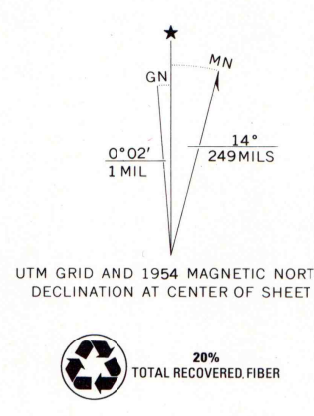 ★
GN
MN
0°02′
1 MIL
14°
249 MILS
UTM GRID AND 1954 MAGNETIC NORT
DECLINATION AT CENTER OF SHEET
20%
TOTAL RECOVERED FIBER